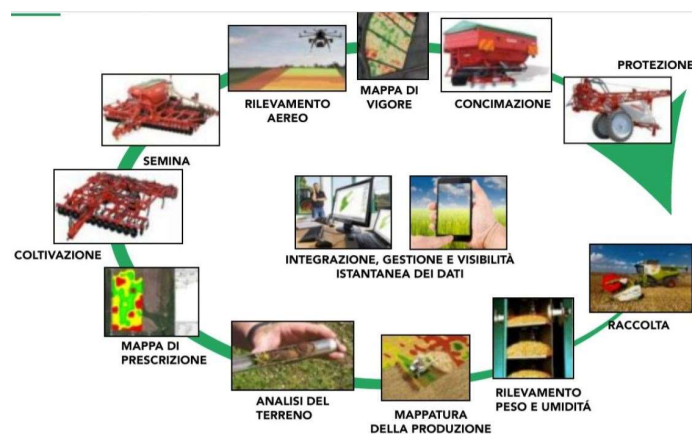 PROTEZIONE
RILEVAMENTO
AEREO
MAPPA DI
VIGORE
CONCIMAZIONE
SEMINA
COLTIVAZIONE
INTEGRAZIONE, GESTIONE E VISIBILITÀ
ISTANTANEA DEI DATI
RACCOLTA
MAPPA DI
PRESCRIZIONE
ANALISI DEL
TERRENO
MAPPATURA
DELLA PRODUZIONE
RILEVAMENTO
PESO E UMIDITÁ